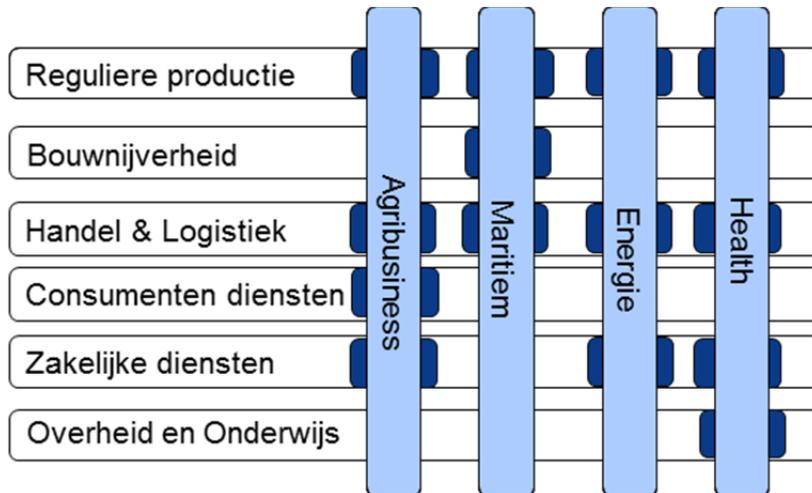 Reguliere productie
Bouwnijverheid
Handel & Logistiek
Consumenten diensten
Zakelijke diensten
Overheid en Onderwijs
Agribusiness
Maritiem
Energie
Health